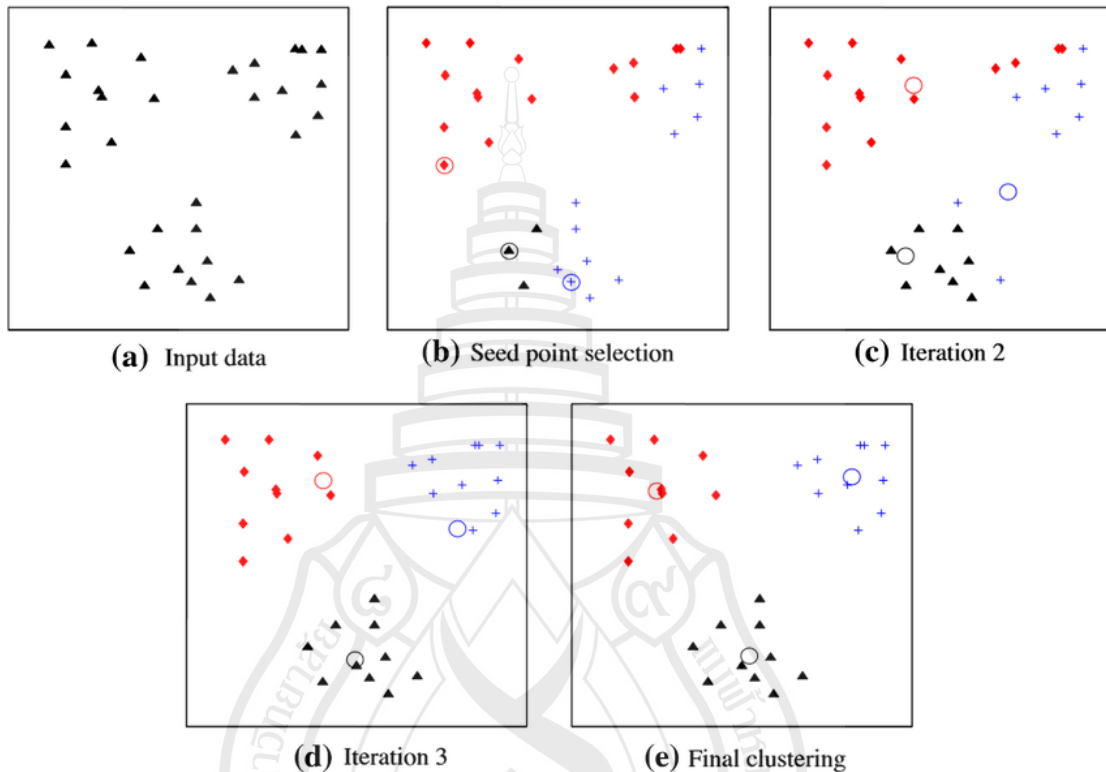 (a) Input data
(b) Seed point selection
(c) Iteration 2
(d) Iteration 3
(e) Final clustering